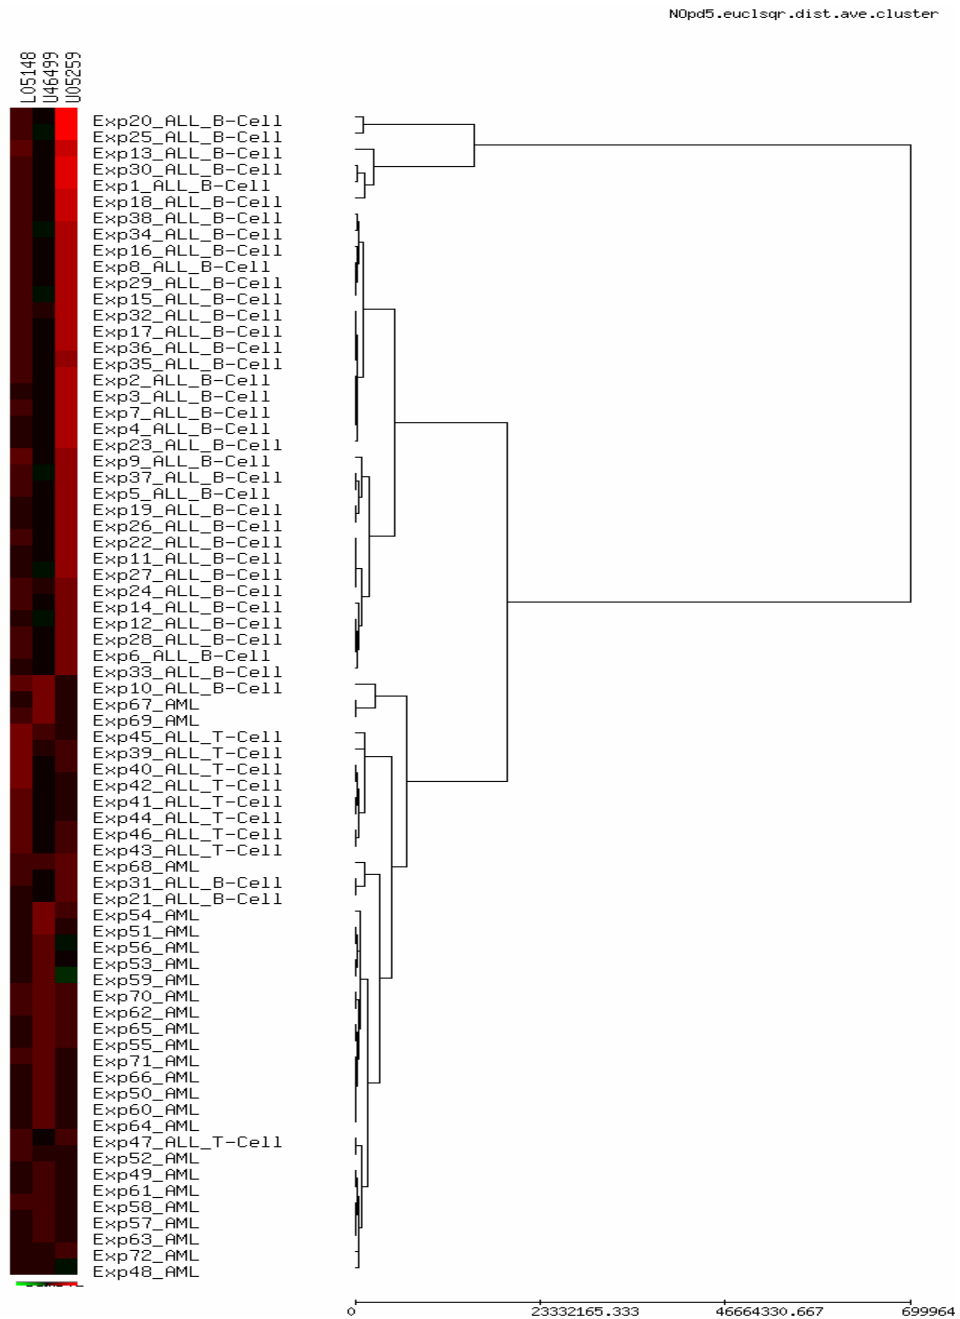 NOpd5.euclsqr.dist.ave.cluster
L05148
U46499
U05259
Exp20_ALL_B-Cell
Exp25_ALL_B-Cell
Exp13_ALL_B-Cell
Exp30_ALL_B-Cell
Exp1_ALL_B-Cell
Exp18_ALL_B-Cell
Exp38_ALL_B-Cell
Exp34_ALL_B-Cell
Exp16_ALL_B-Cell
Exp8_ALL_B-Cell
Exp29_ALL_B-Cell
Exp15_ALL_B-Cell
Exp32_ALL_B-Cell
Exp17_ALL_B-Cell
Exp36_ALL_B-Cell
Exp35_ALL_B-Cell
Exp2_ALL_B-Cell
Exp3_ALL_B-Cell
Exp7_ALL_B-Cell
Exp4_ALL_B-Cell
Exp23_ALL_B-Cell
Exp9_ALL_B-Cell
Exp37_ALL_B-Cell
Exp5_ALL_B-Cell
Exp19_ALL_B-Cell
Exp26_ALL_B-Cell
Exp22_ALL_B-Cell
Exp11_ALL_B-Cell
Exp27_ALL_B-Cell
Exp24_ALL_B-Cell
Exp14_ALL_B-Cell
Exp12_ALL_B-Cell
Exp28_ALL_B-Cell
Exp6_ALL_B-Cell
Exp33_ALL_B-Cell
Exp10_ALL_B-Cell
Exp67_AML
Exp69_AML
Exp45_ALL_T-Cell
Exp39_ALL_T-Cell
Exp40_ALL_T-Cell
Exp42_ALL_T-Cell
Exp41_ALL_T-Cell
Exp44_ALL_T-Cell
Exp46_ALL_T-Cell
Exp43_ALL_T-Cell
Exp68_AML
Exp31_ALL_B-Cell
Exp21_ALL_B-Cell
Exp54_AML
Exp51_AML
Exp56_AML
Exp53_AML
Exp59_AML
Exp70_AML
Exp62_AML
Exp65_AML
Exp55_AML
Exp71_AML
Exp66_AML
Exp50_AML
Exp60_AML
Exp64_AML
Exp47_ALL_T-Cell
Exp52_AML
Exp49_AML
Exp61_AML
Exp58_AML
Exp57_AML
Exp63_AML
Exp72_AML
Exp48_AML
0 23332165.333 46664330.667 699964